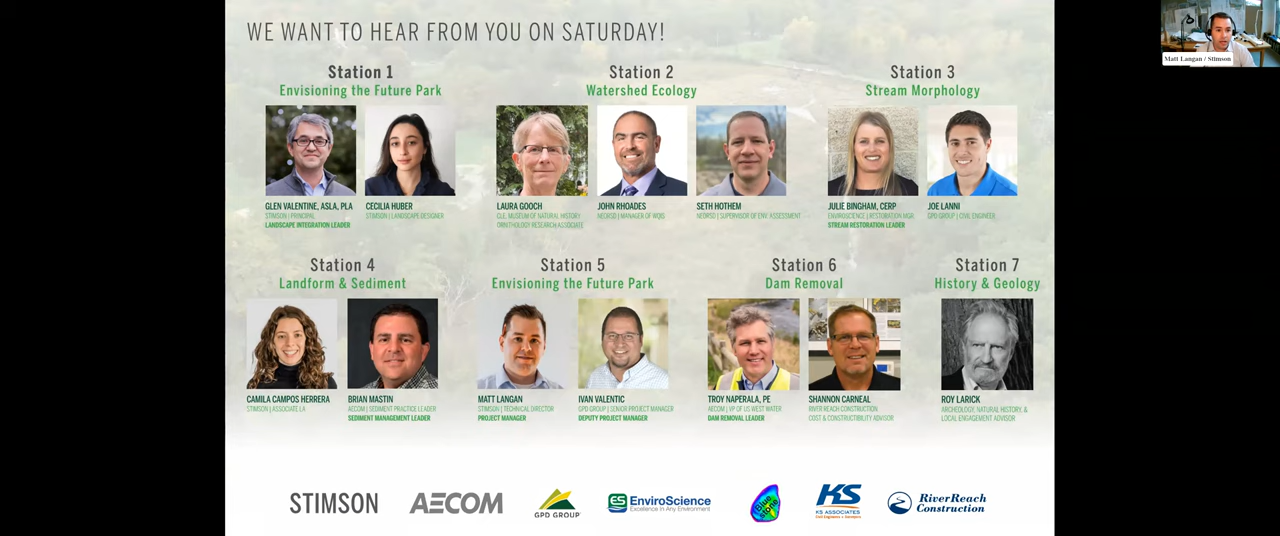 WE WANT TO HEAR FROM YOU ON SATURDAY!
Matt Langan / Stimson
Station 1
Envisioning the Future Park
Station 2
Watershed Ecology
Station 3
Stream Morphology
GLEN VALENTINE, ASLA, PLA
STIMSON | PRINCIPAL
LANDSCAPE INTEGRATION LEADER
CECILIA HUBER
STIMSON | LANDSCAPE DESIGNER
LAURA GOOCH
CLE. MUSEUM OF NATURAL HISTORY
ORNITHOLOGY RESEARCH ASSOCIATE
JOHN RHOADES
NEORSD | MANAGER OF WQIS
SETH HOTHEM
NEORSD | SUPERVISOR OF ENV. ASSESSMENT
JULIE BINGHAM, CERP
ENVIROSCIENCE | RESTORATION MGR.
STREAM RESTORATION LEADER
JOE LANNI
GPD GROUP | CIVIL ENGINEER
Station 4
Landform & Sediment
Station 5
Envisioning the Future Park
Station 6
Dam Removal
Station 7
History & Geology
CAMILA CAMPOS HERRERA
STIMSON | ASSOCIATE LA
BRIAN MASTIN
AECOM | SEDIMENT PRACTICE LEADER
SEDIMENT MANAGEMENT LEADER
MATT LANGAN
STIMSON | TECHNICAL DIRECTOR
PROJECT MANAGER
IVAN VALENTIC
GPD GROUP | SENIOR PROJECT MANAGER
DEPUTY PROJECT MANAGER
TROY NAPERALA, PE
AECOM | VP OF US WEST WATER
DAM REMOVAL LEADER
SHANNON CARNEAL
RIVER REACH CONSTRUCTION
COST & CONSTRUCTIBILITY ADVISOR
ROY LARICK
ARCHEOLOGY, NATURAL HISTORY, &
LOCAL ENGAGEMENT ADVISOR
STIMSON
AECOM
GPD GROUP
ES EnviroScience
Excellence In Any Environment
Blue stone
KS
KS ASSOCIATES
RiverReach
Construction